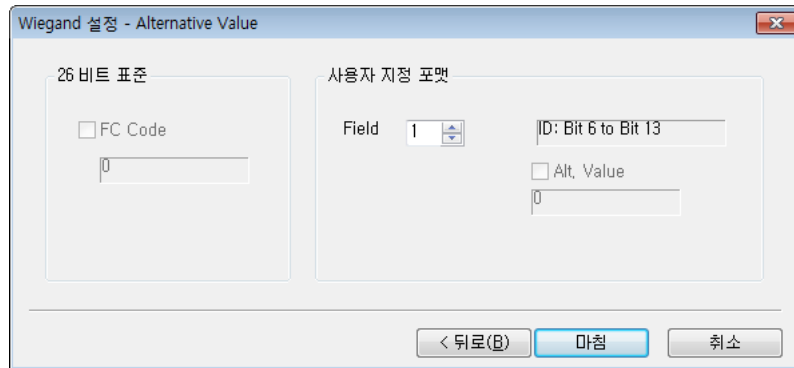 Wiegand 설정 - Alternative Value
26 비트 표준
FC Code
0
사용자 지정 포맷
Field 1 ID: Bit 6 to Bit 13
Alt. Value
0
< 뒤로(B) 마침 취소